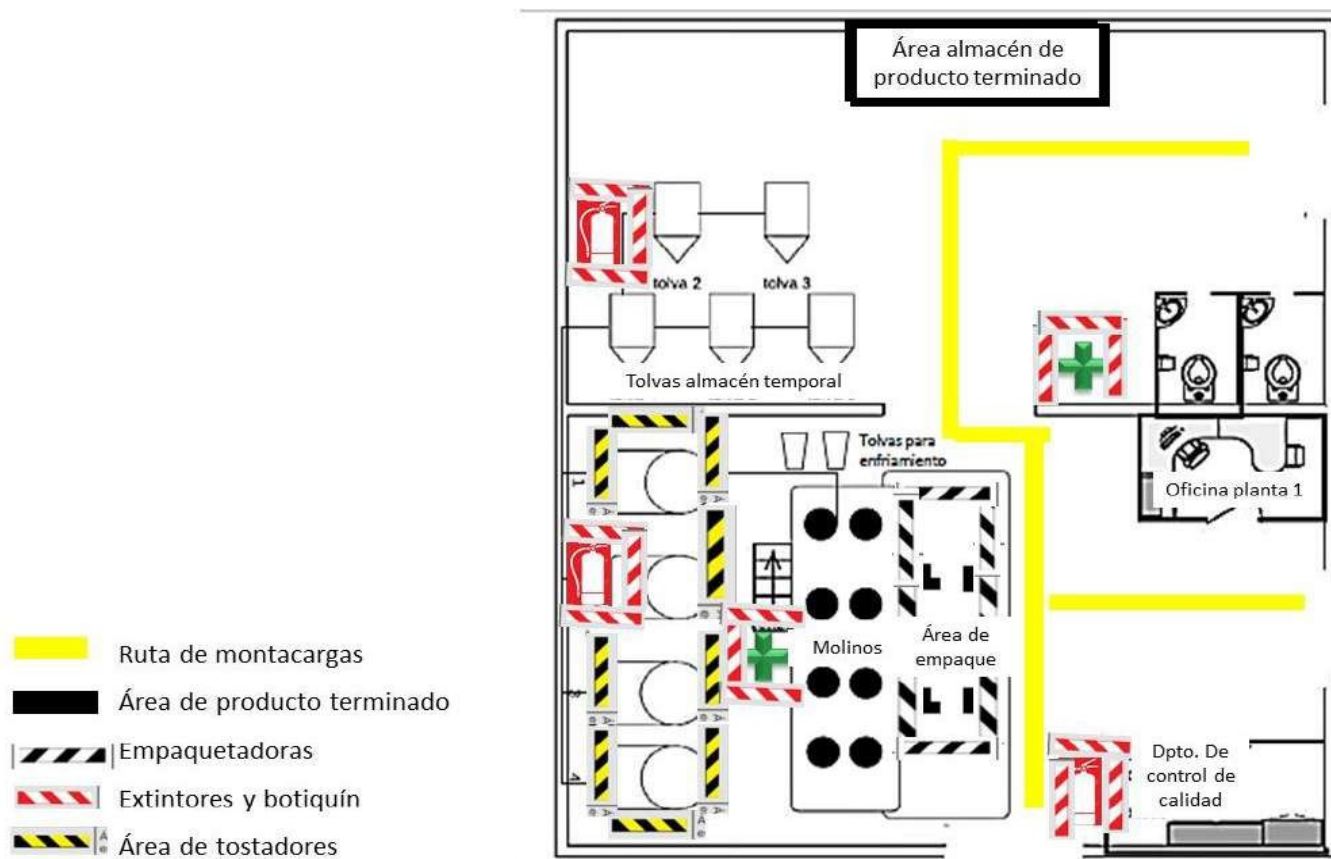 Área almacén de
producto terminado
tolva 2
tolva 3
Tolvas almacén temporal
Tolvas para
enfriamiento
1
Oficina planta 1
Molinos
Área de
empaque
4
Dpto. De
control de
calidad
Ruta de montacargas
Área de producto terminado
Empaquetadoras
Extintores y botiquín
Área de tostadores